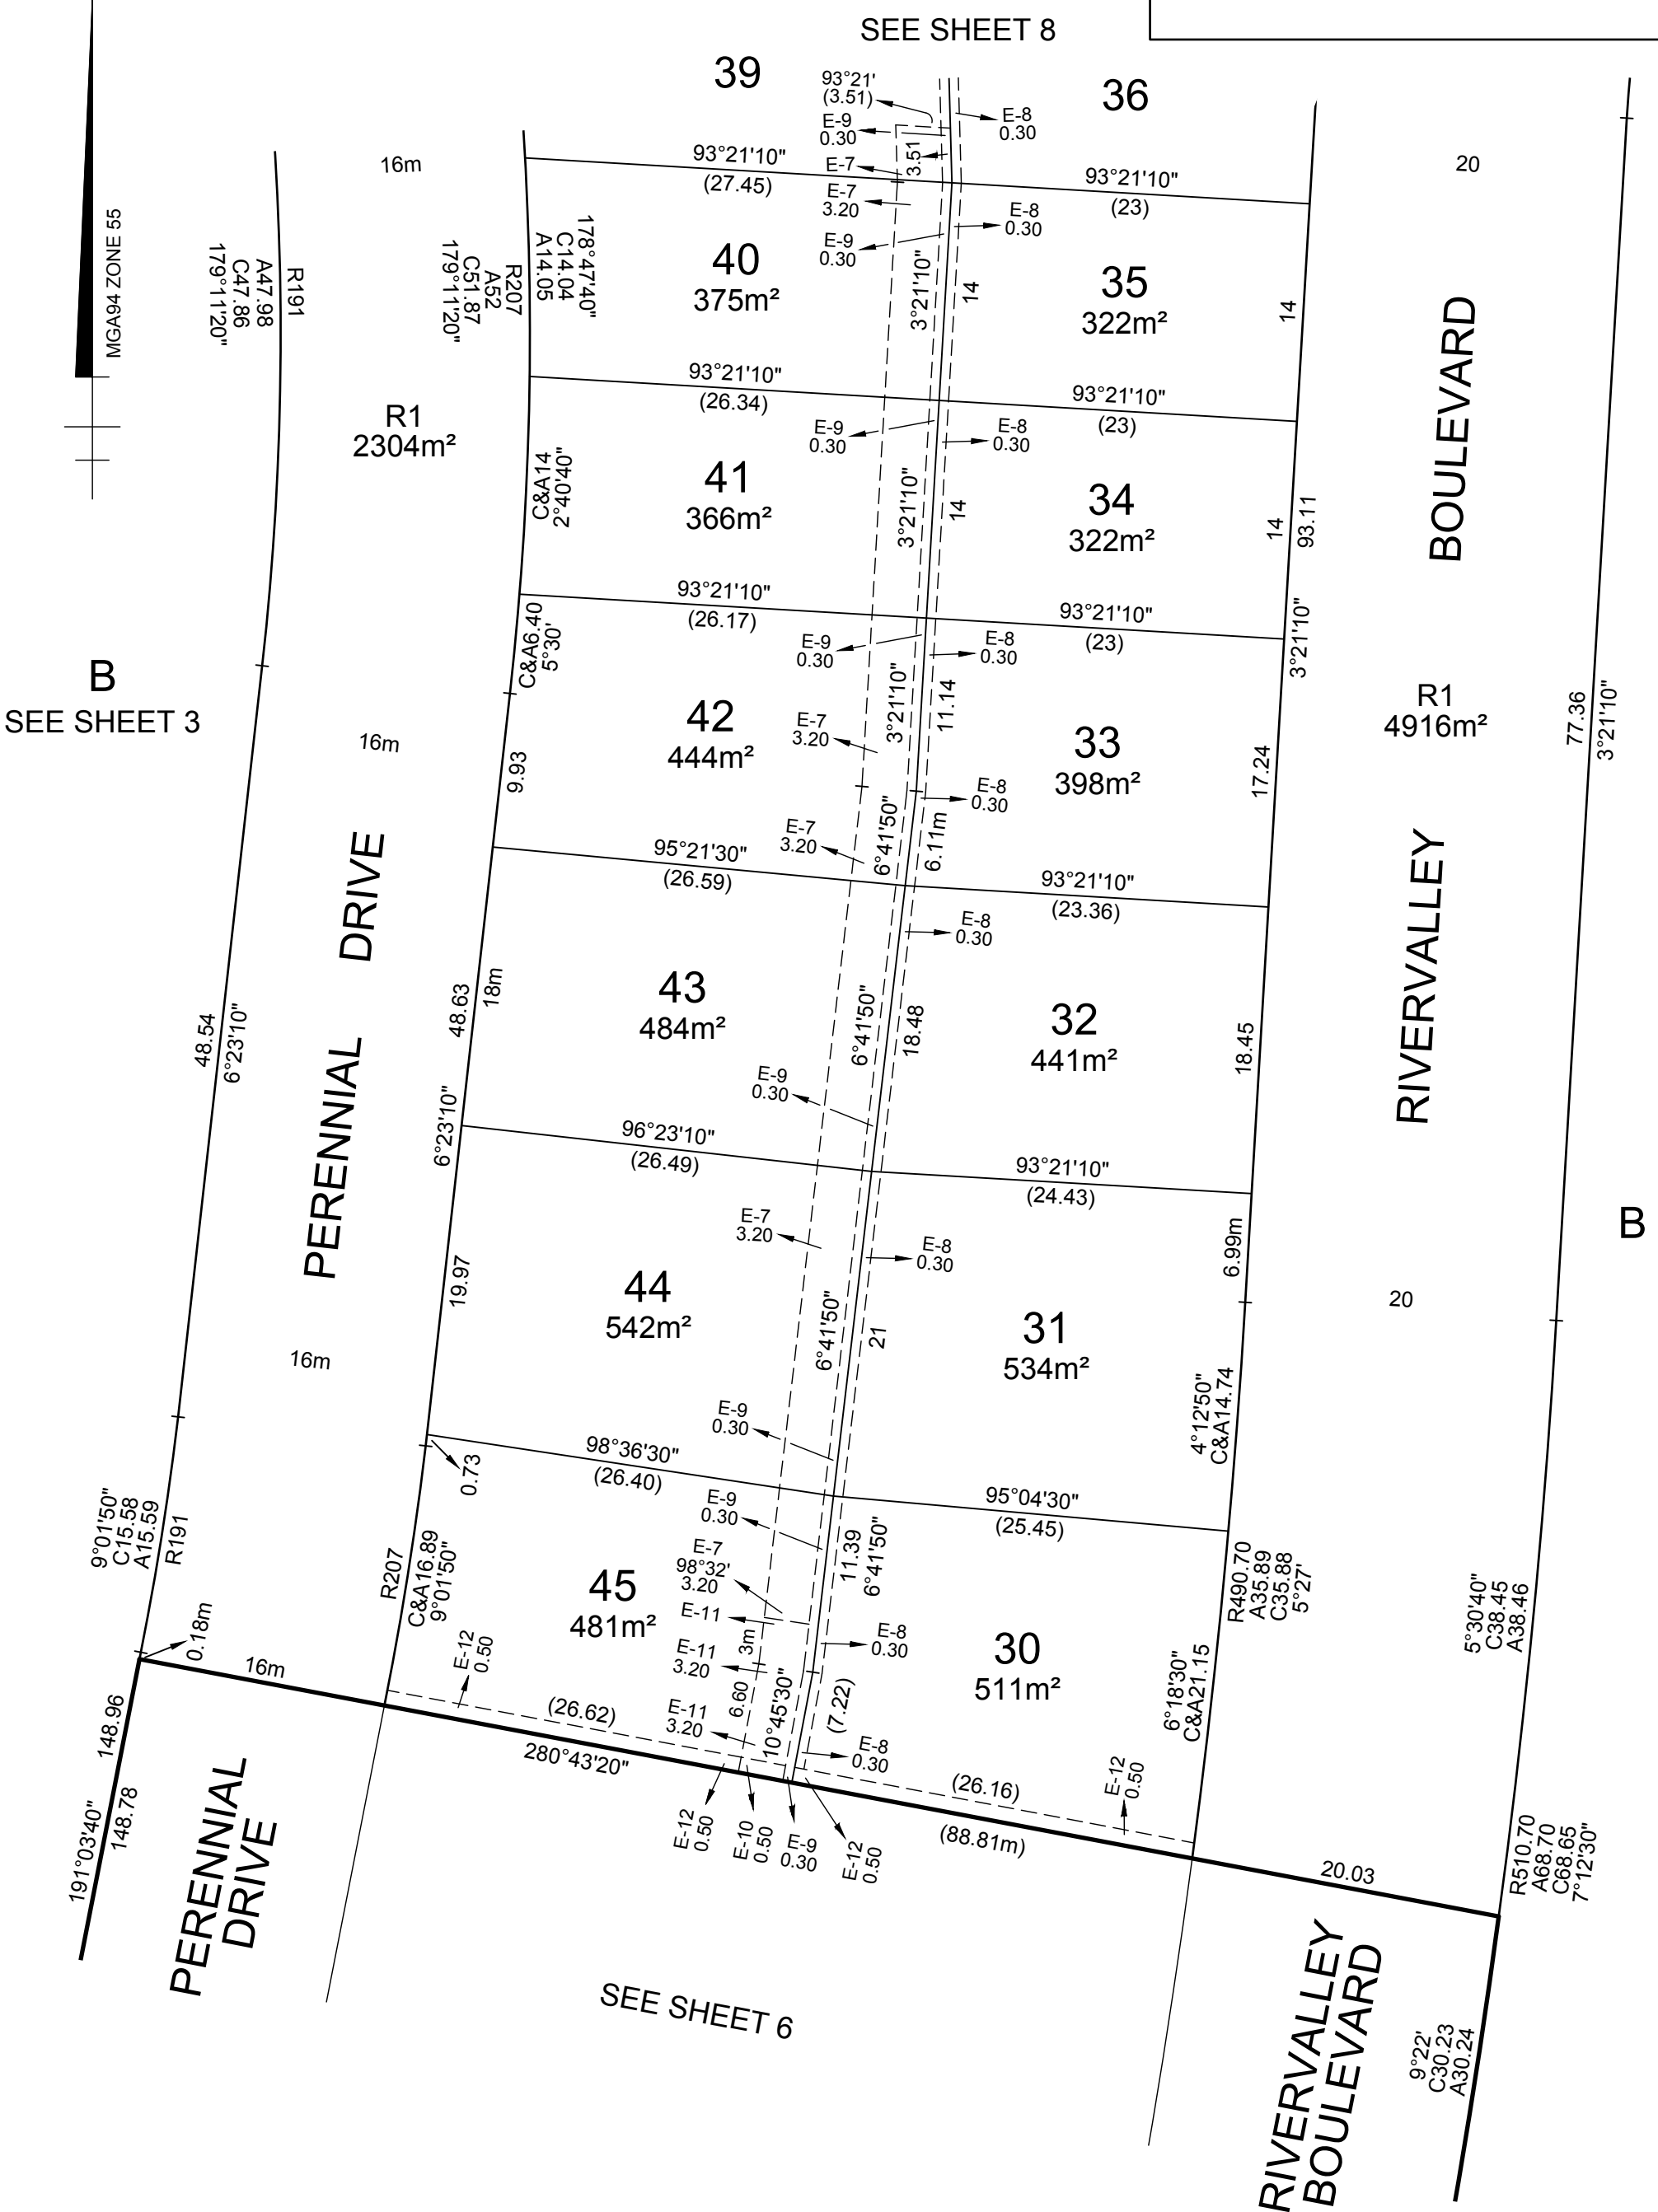 SEE SHEET 8
39
93°21'
(3.51)
E-9
0.30
E-8
0.30
36
16m
93°21'10"
(27.45)
E-7
3.51
93°21'10"
(23)
20
MGA94 ZONE 55
R191
A47.98
C47.86
179°11'20"
R207
A52
C51.87
179°11'20"
178°47'40"
C14.04
A14.05
E-7
3.20
E-9
0.30
E-8
0.30
40
375m²
3°21'10"
14
35
322m²
14
BOULEVARD
93°21'10"
(26.34)
93°21'10"
(23)
R1
2304m²
E-9
0.30
E-8
0.30
C&A14
2°40'40"
41
366m²
3°21'10"
14
34
322m²
14
93.11
93°21'10"
(26.17)
93°21'10"
(23)
3°21'10"
C&A6.40
5°30'
E-9
0.30
E-8
0.30
B
SEE SHEET 3
16m
42
444m²
E-7
3.20
3°21'10"
11.14
33
398m²
17.24
R1
4916m²
77.36
3°21'10"
9.93
E-8
0.30
E-7
3.20
6°41'50"
6.11m
95°21'30"
(26.59)
93°21'10"
(23.36)
PERENNIAL DRIVE
RIVERVALLEY
E-8
0.30
48.54
6°23'10"
48.63
18m
43
484m²
6°41'50"
18.48
32
441m²
18.45
E-9
0.30
6°23'10"
96°23'10"
(26.49)
93°21'10"
(24.43)
B
E-7
3.20
E-8
0.30
6.99m
19.97
44
542m²
6°41'50"
21
31
534m²
20
16m
4°12'50"
C&A14.74
E-9
0.30
0.73
98°36'30"
(26.40)
95°04'30"
(25.45)
9°01'50"
C15.58
A15.59
R191
R207
C&A16.89
9°01'50"
E-9
0.30
E-7
98°32'
3.20
11.39
6°41'50"
R490.70
A35.89
C35.88
5°27'
5°30'40"
C38.45
A38.46
45
481m²
E-11
E-11
3.20
3m
E-8
0.30
30
511m²
6°18'30"
C&A21.15
0.18m
16m
E-12
0.50
(26.62)
E-11
3.20
6.60
10°45'30"
(7.22)
E-8
0.30
280°43'20"
(26.16)
E-12
0.50
148.96
191°03'40"
148.78
E-12
0.50
E-10
0.50
E-9
0.30
E-12
0.50
(88.81m)
20.03
R510.70
A68.70
C68.65
7°12'30"
PERENNIAL
DRIVE
SEE SHEET 6
RIVERVALLEY
BOULEVARD
9°22'
C30.23
A30.24